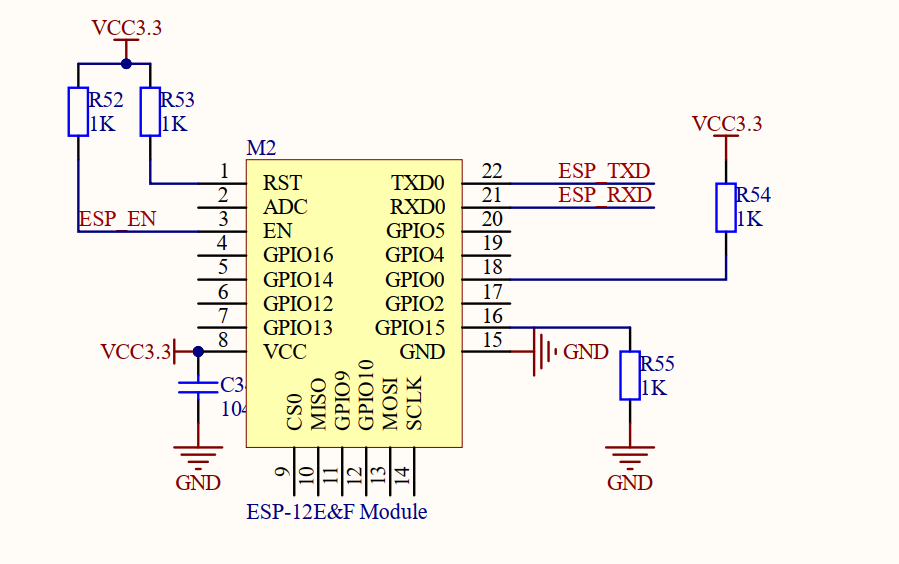 VCC3.3
R52
1K
R53
1K
VCC3.3
R54
1K
M2
1 RST
2 ADC
3 EN
4 GPIO16
5 GPIO14
6 GPIO12
7 GPIO13
8 VCC
ESP_EN
TXD0 22 ESP_TXD
RXD0 21 ESP_RXD
GPIO5 20
GPIO4 19
GPIO0 18
GPIO2 17
GPIO15 16
GND 15 GND
VCC3.3
C3
104
GND
R55
1K
GND
CS0 9
MISO 10
GPIO9 11
GPIO10 12
MOSI 13
SCLK 14
ESP-12E&F Module